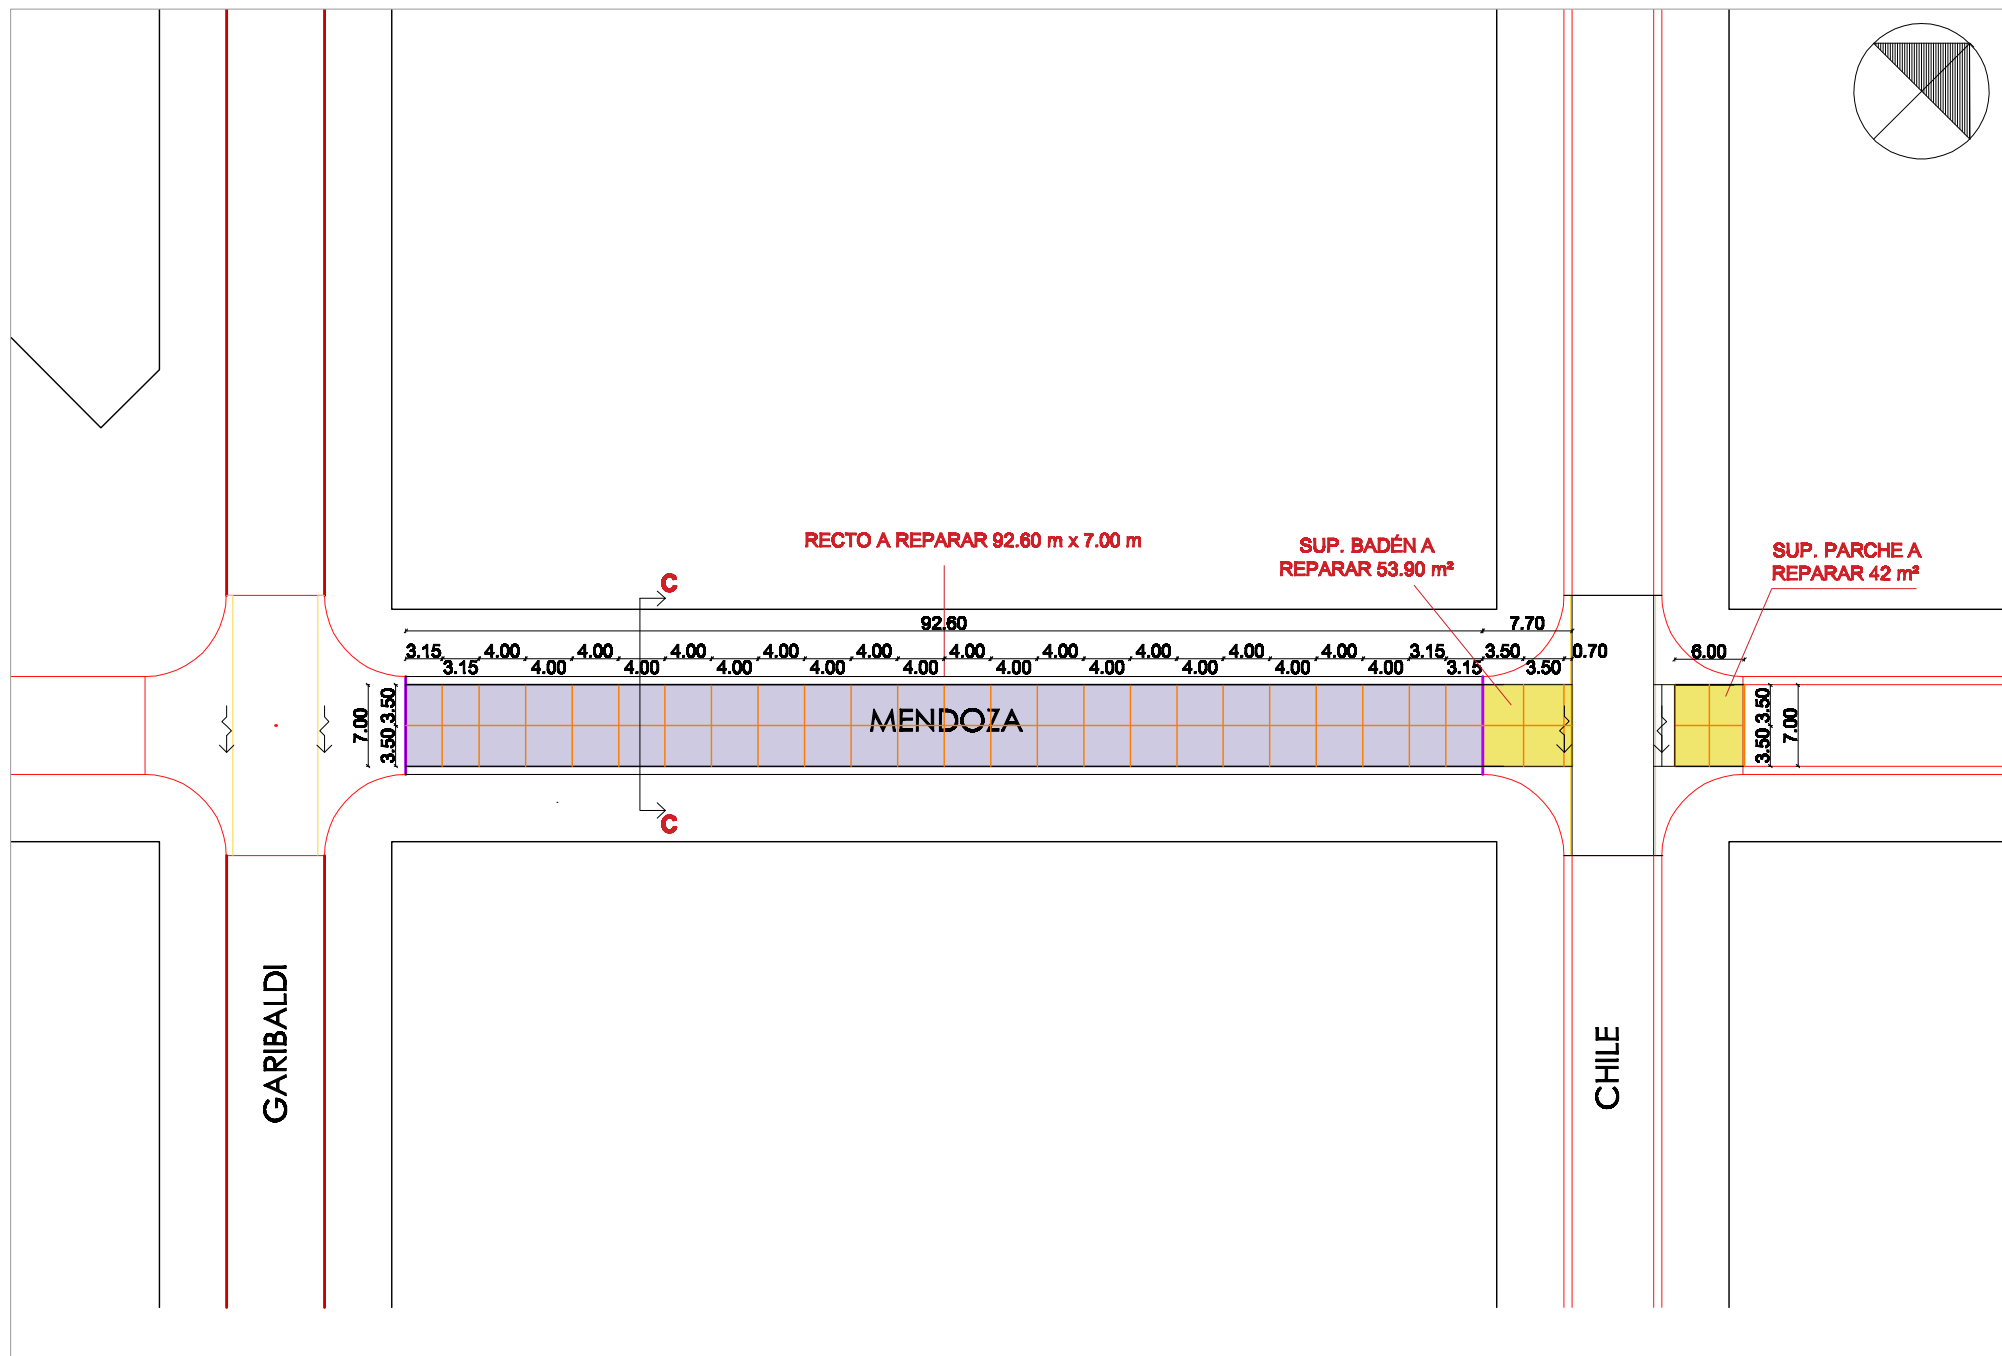 RECTO A REPARAR 92.60 m x 7.00 m
SUP. BADÉN A
REPARAR 53.90 m²
SUP. PARCHE A
REPARAR 42 m²
C
92.60
7.70
3.15 4.00 4.00 4.00 4.00 4.00 4.00 4.00 4.00 4.00 4.00 3.15 3.50 0.70
3.15 4.00 4.00 4.00 4.00 4.00 4.00 4.00 4.00 4.00 4.00 3.15 3.50
6.00
7.00
3.50
3.50
MENDOZA
3.50
3.50
7.00
C
GARIBALDI
CHILE